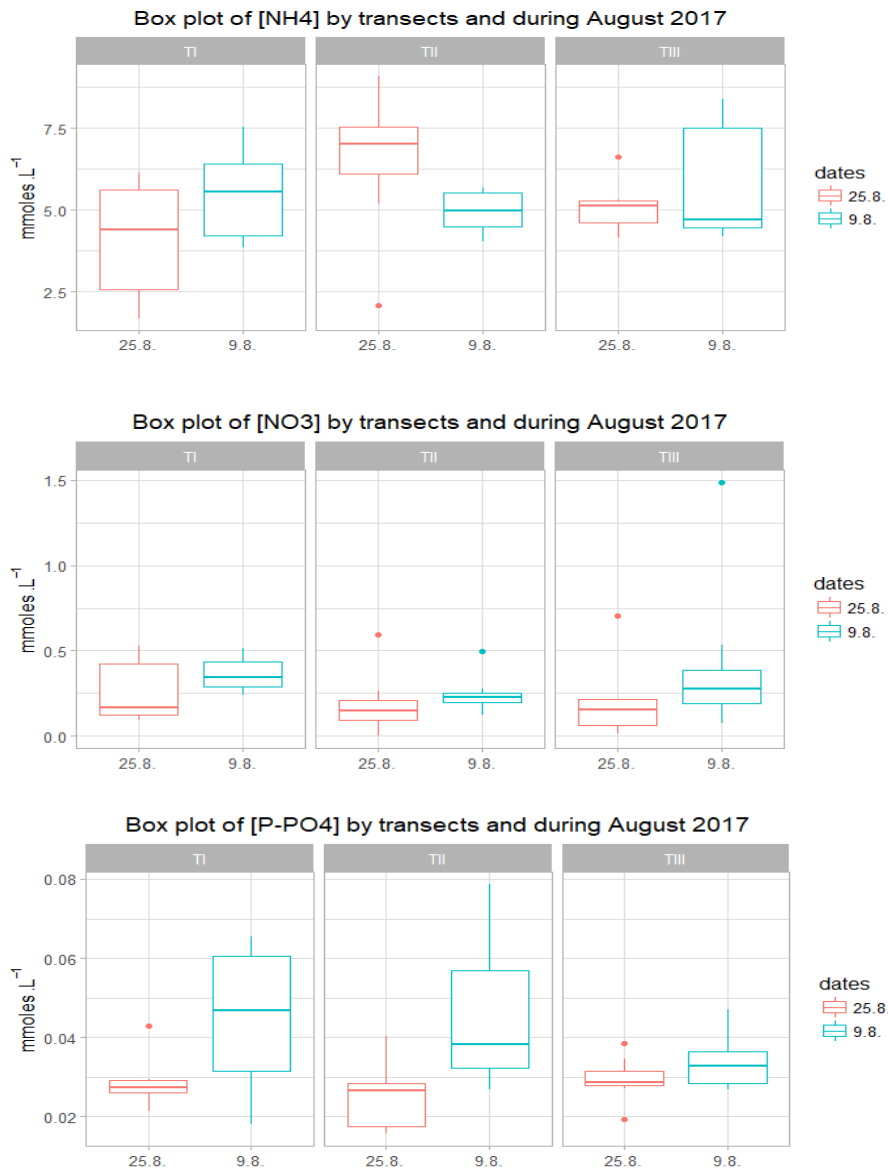 Box plot of [NH4] by transects and during August 2017
TI TII TIII
7.5
5.0
2.5
mmoles .L⁻¹
25.8. 9.8. 25.8. 9.8. 25.8. 9.8.
dates
25.8.
9.8.
Box plot of [NO3] by transects and during August 2017
TI TII TIII
1.5
1.0
0.5
0.0
mmoles .L⁻¹
25.8. 9.8. 25.8. 9.8. 25.8. 9.8.
dates
25.8.
9.8.
Box plot of [P-PO4] by transects and during August 2017
TI TII TIII
0.08
0.06
0.04
0.02
mmoles .L⁻¹
25.8. 9.8. 25.8. 9.8. 25.8. 9.8.
dates
25.8.
9.8.